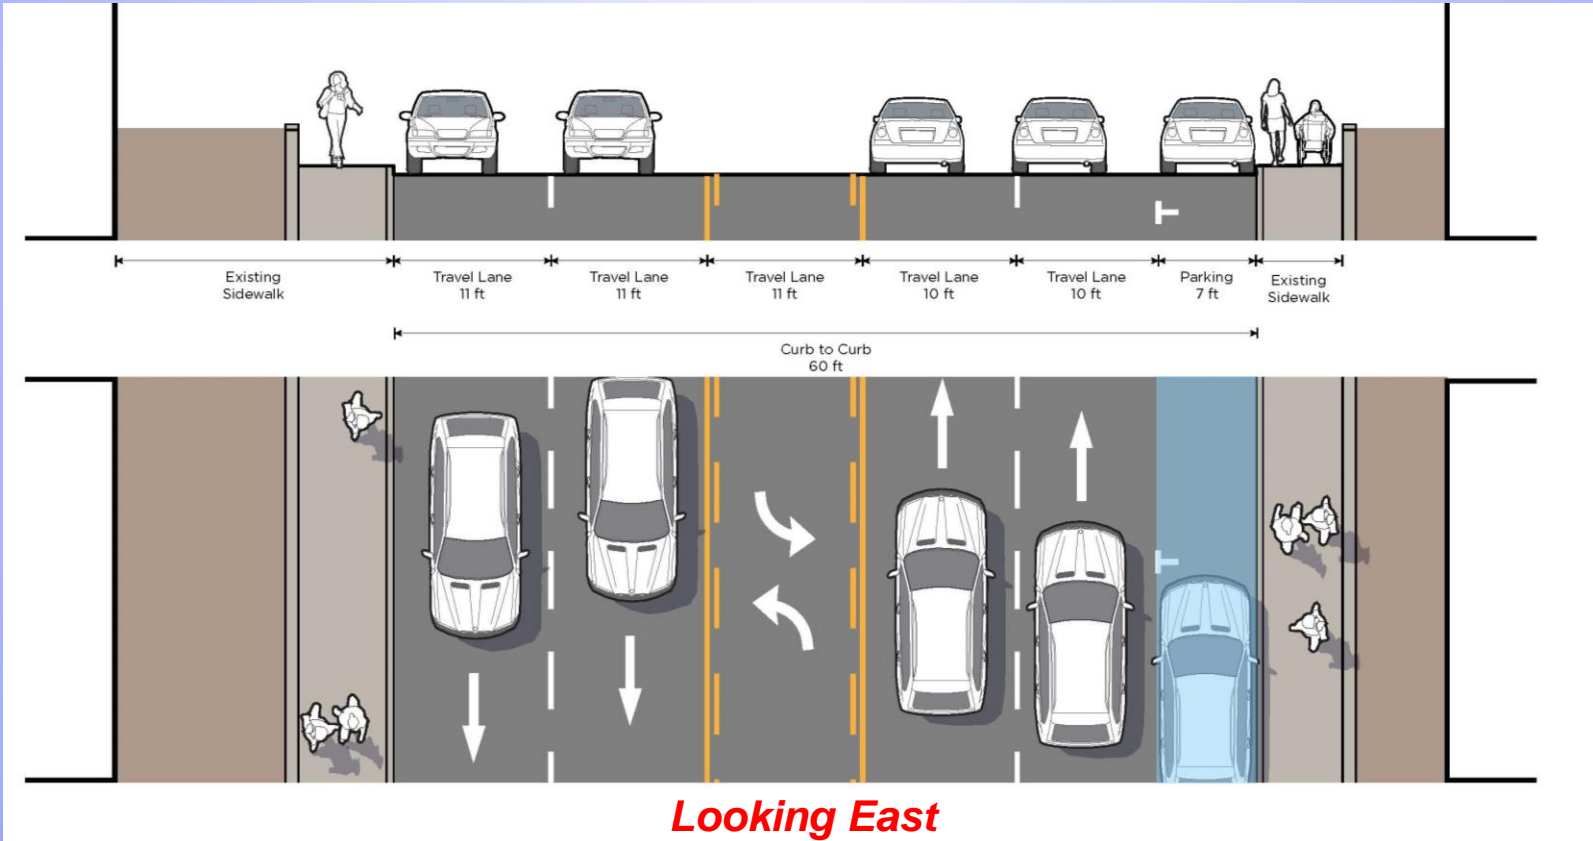 Existing
Sidewalk
Travel Lane
11 ft
Travel Lane
11 ft
Travel Lane
11 ft
Travel Lane
10 ft
Travel Lane
10 ft
Parking
7 ft
Existing
Sidewalk
Curb to Curb
60 ft
Looking East